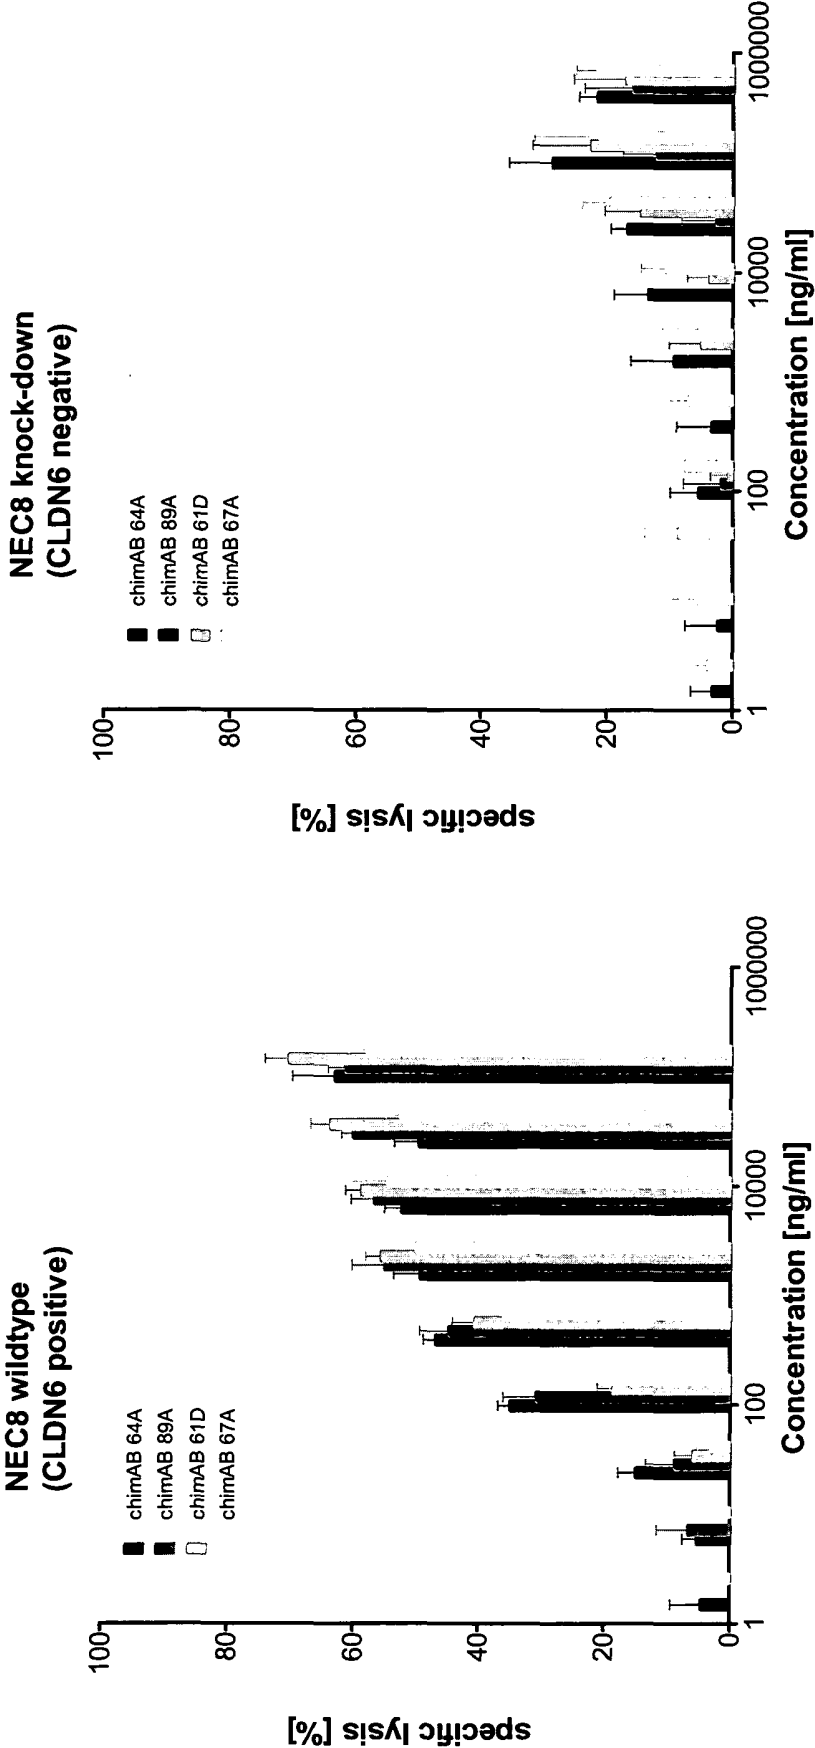 NEC8 wildtype
(CLDN6 positive)
chimAB 64A
chimAB 89A
chimAB 61D
chimAB 67A
specific lysis [%]
100
80
60
40
20
0
1
100
10000
1000000
Concentration [ng/ml]
NEC8 knock-down
(CLDN6 negative)
chimAB 64A
chimAB 89A
chimAB 61D
chimAB 67A
specific lysis [%]
100
80
60
40
20
0
1
100
10000
1000000
Concentration [ng/ml]